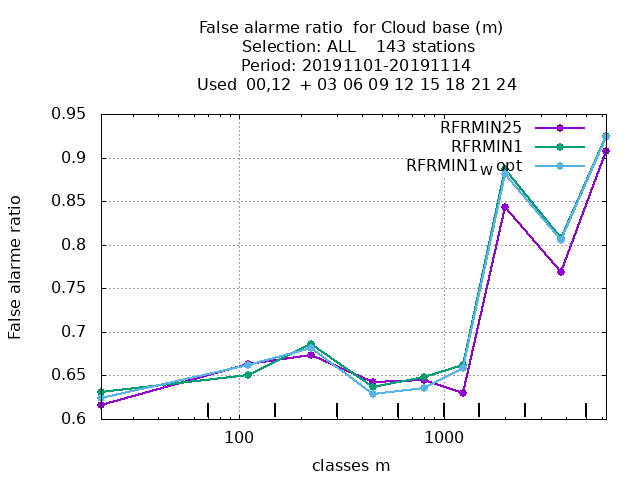 False alarme ratio for Cloud base (m)
Selection: ALL 143 stations
Period: 20191101-20191114
Used 00,12 + 03 06 09 12 15 18 21 24
0.95
0.9
0.85
0.8
0.75
0.7
0.65
0.6
False alarme ratio
RFRMIN25
RFRMIN1
RFRMIN1W opt
100
1000
classes m